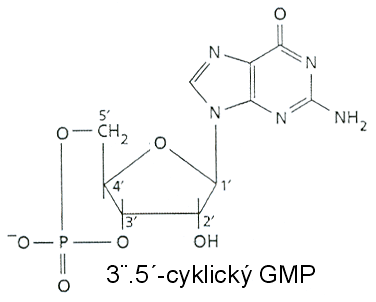 O
N
N
N
N
NH₂
5′
O
CH₂
O
4′
1′
3′
2′
⁻O
P
O
OH
O
3¨.5´-cyklický GMP